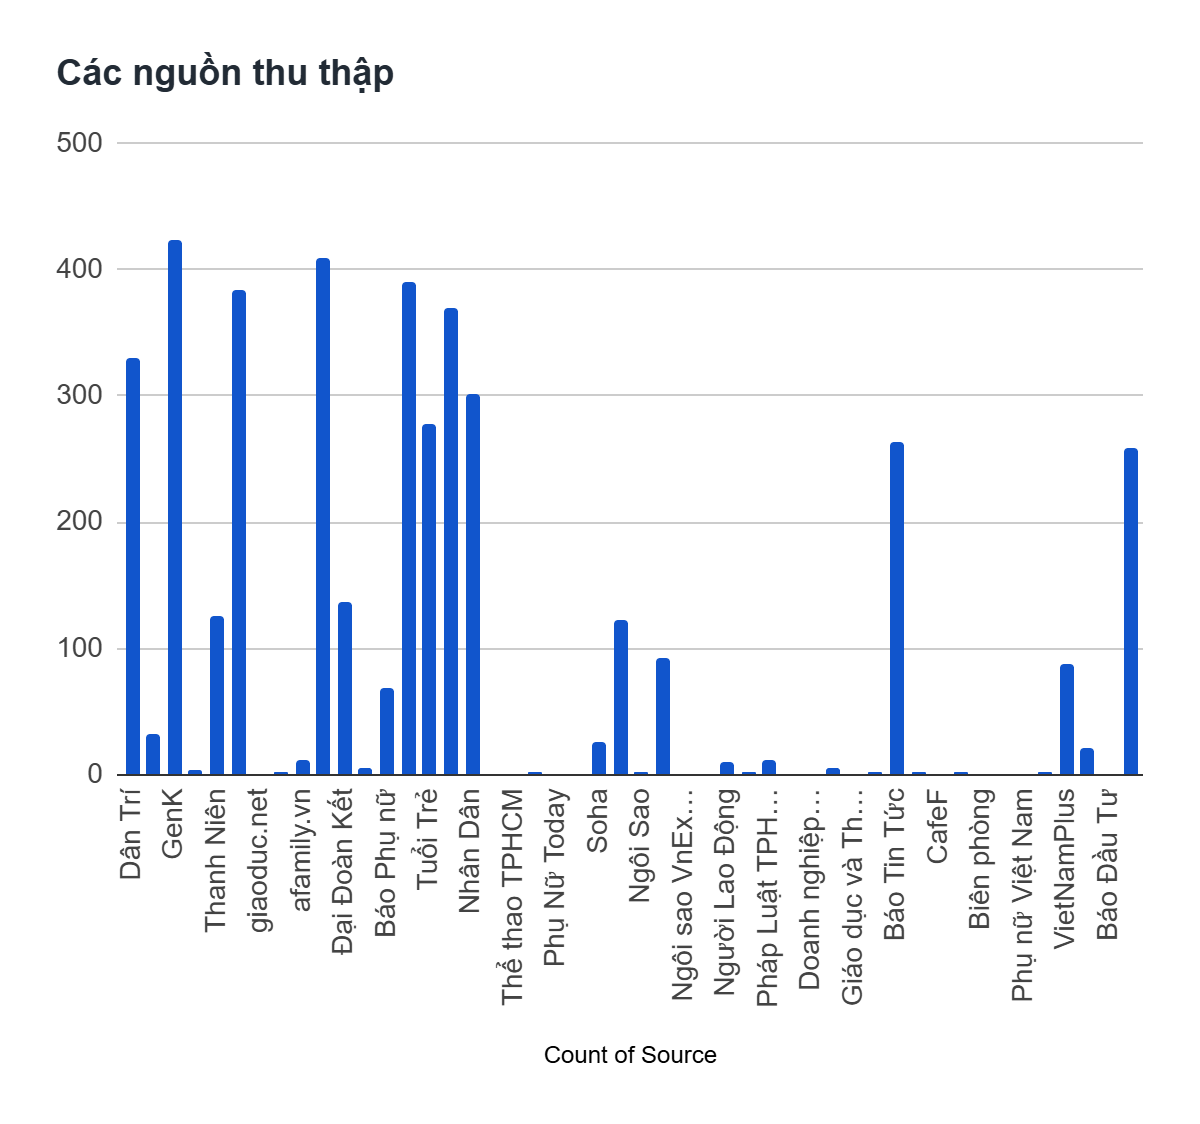 Các nguồn thu thập
500
400
300
200
100
0
Dân Trí
GenK
Thanh Niên
giaoduc.net
afamily.vn
Đại Đoàn Kết
Báo Phụ nữ
Tuổi Trẻ
Nhân Dân
Thể thao TPHCM
Phụ Nữ Today
Soha
Ngôi Sao
Ngôi sao VnEx...
Người Lao Động
Pháp Luật TPH...
Doanh nghiệp...
Giáo dục và Th...
Báo Tin Tức
CafeF
Biên phòng
Phụ nữ Việt Nam
VietNamPlus
Báo Đầu Tư
Count of Source